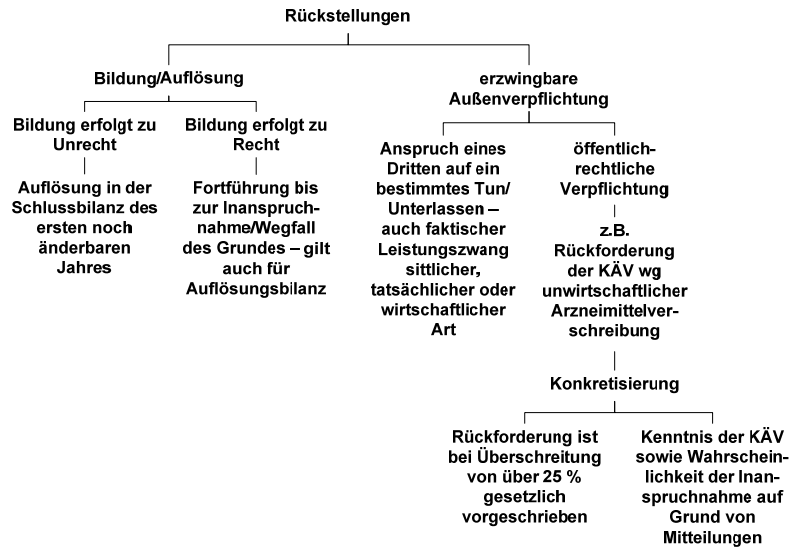 Rückstellungen
Bildung/Auflösung
Bildung erfolgt zu
Unrecht
Auflösung in der
Schlussbilanz des
ersten noch
änderbaren
Jahres
Bildung erfolgt zu
Recht
Fortführung bis
zur Inanspruch-
nahme/Wegfall
des Grundes – gilt
auch für
Auflösungsbilanz
erzwingbare
Außenverpflichtung
Anspruch eines
Dritten auf ein
bestimmtes Tun/
Unterlassen –
auch faktischer
Leistungszwang
sittlicher,
tatsächlicher oder
wirtschaftlicher
Art
öffentlich-
rechtliche
Verpflichtung
z.B.
Rückforderung
der KÄV wg
unwirtschaftlicher
Arzneimittelver-
schreibung
Konkretisierung
Rückforderung ist
bei Überschreitung
von über 25 %
gesetzlich
vorgeschrieben
Kenntnis der KÄV
sowie Wahrschein-
lichkeit der Inan-
spruchnahme auf
Grund von
Mitteilungen